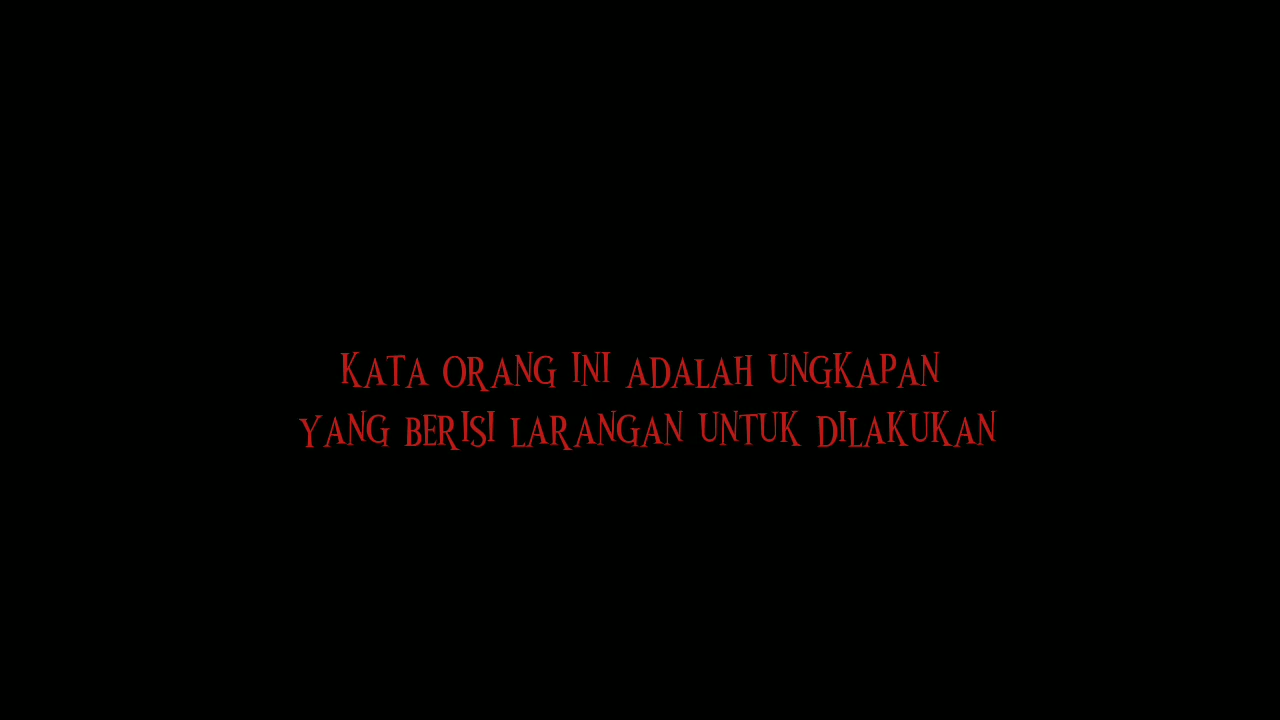 KATA ORANG INI ADALAH UNGKAPAN
YANG BERISI LARANGAN UNTUK DILAKUKAN